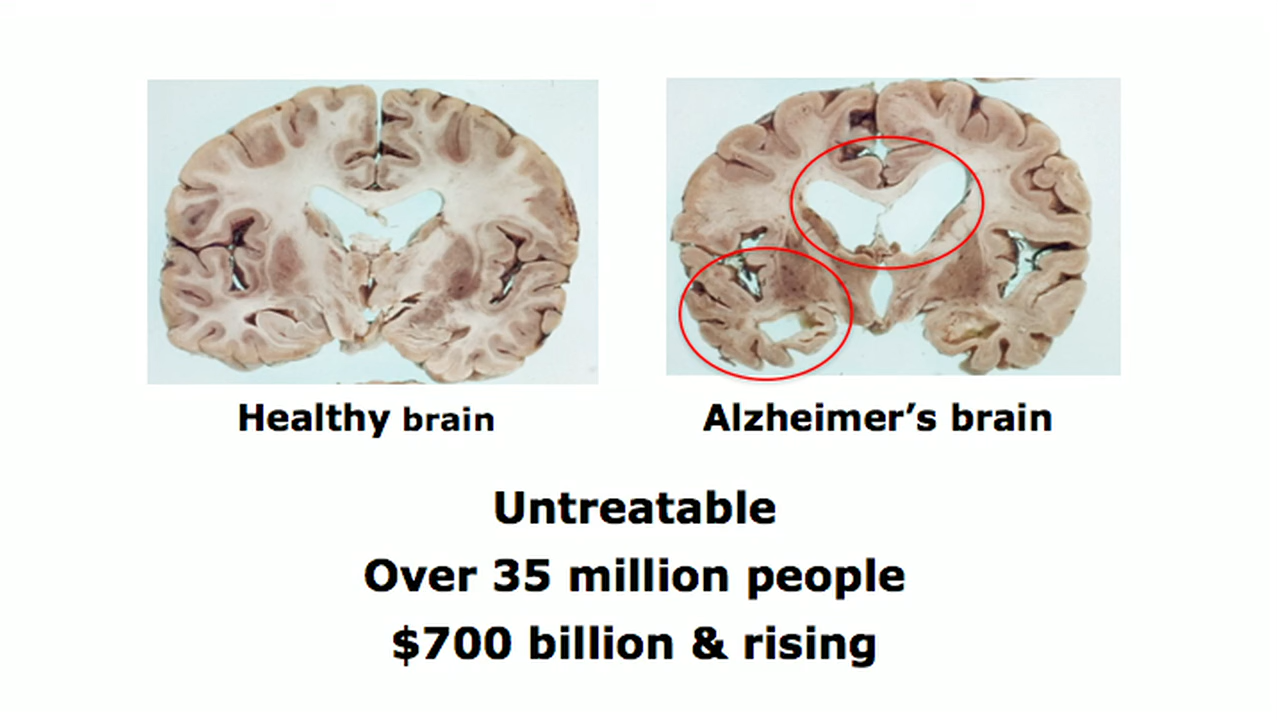 Healthy brain
Alzheimer’s brain
Untreatable
Over 35 million people
$700 billion & rising